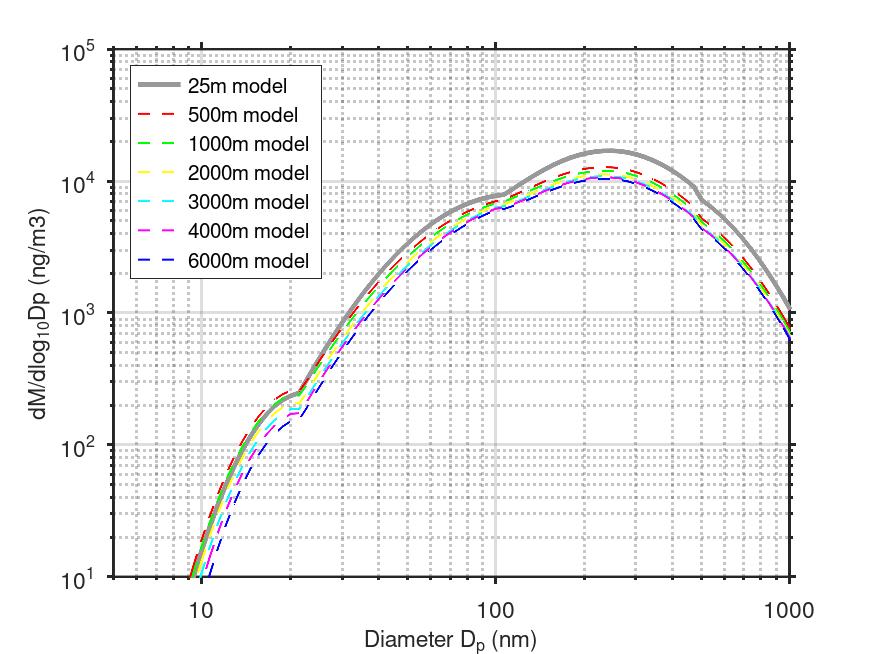 10⁵
10⁴
10³
10²
10¹
dM/dlog₁₀Dp (ng/m3)
25m model
500m model
1000m model
2000m model
3000m model
4000m model
6000m model
10
100
1000
Diameter Dₚ (nm)